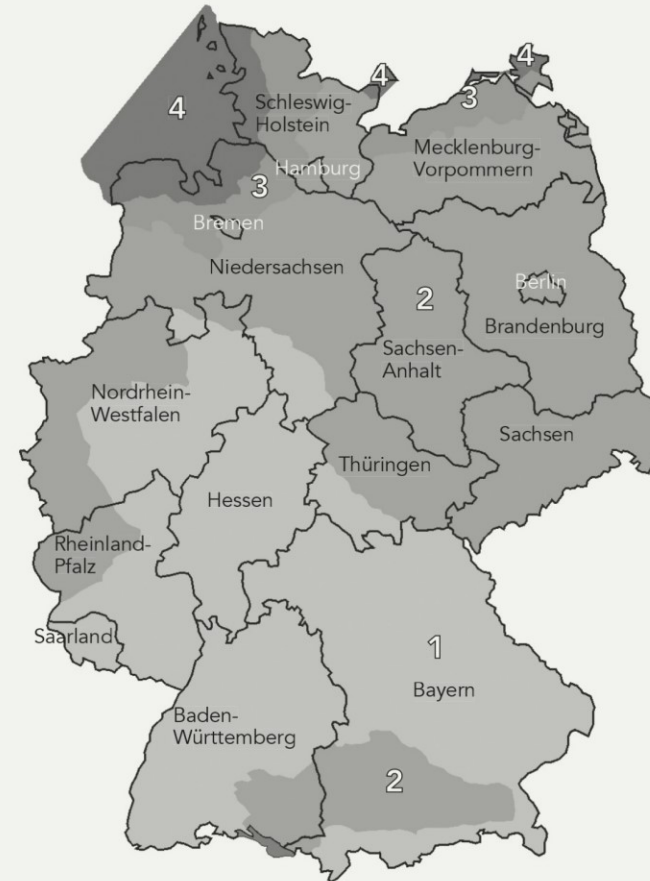 4
4
4
3
Schleswig-
Holstein
Mecklenburg-
Vorpommern
Hamburg
3
Bremen
Niedersachsen
2
Berlin
Brandenburg
Sachsen-
Anhalt
Nordrhein-
Westfalen
Sachsen
Thüringen
Hessen
Rheinland-
Pfalz
Saarland
1
Bayern
Baden-
Württemberg
2